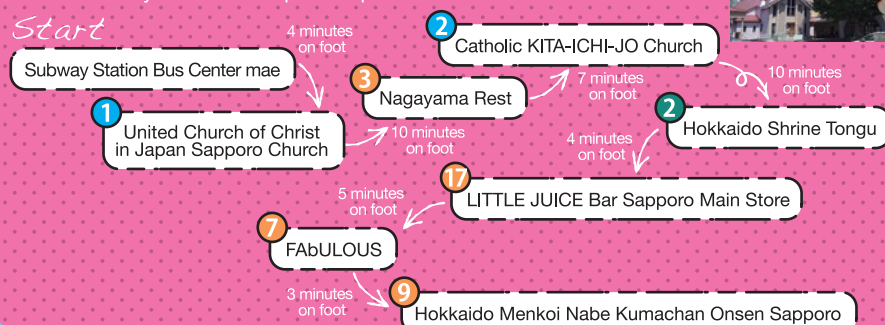 Start
4 minutes
on foot
Subway Station Bus Center mae
1
United Church of Christ
in Japan Sapporo Church
10 minutes
on foot
3
Nagayama Rest
7 minutes
on foot
2
Catholic KITA-ICHI-JO Church
10 minutes
on foot
2
Hokkaido Shrine Tongu
4 minutes
on foot
17
LITTLE JUICE Bar Sapporo Main Store
5 minutes
on foot
7
FAbULOUS
3 minutes
on foot
9
Hokkaido Menkoi Nabe Kumachan Onsen Sapporo